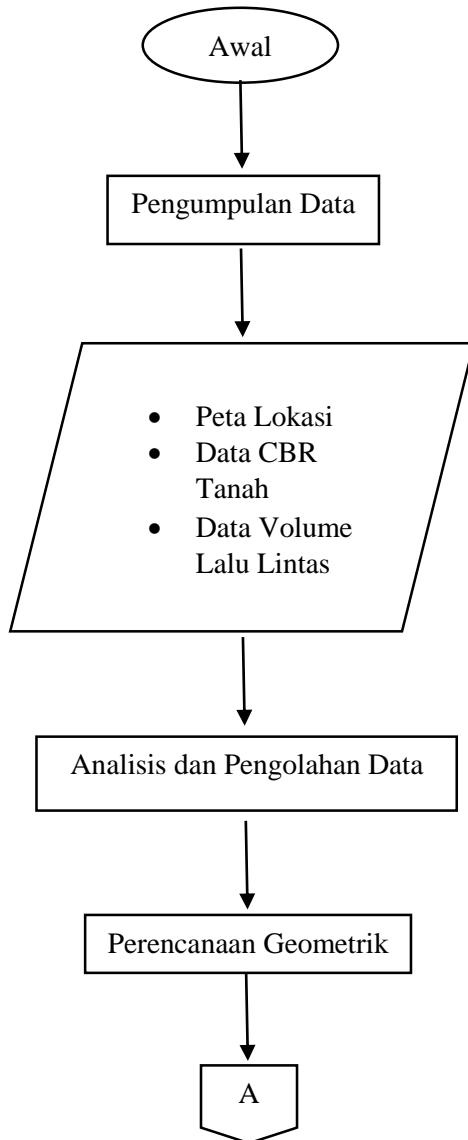 Awal
Pengumpulan Data
• Peta Lokasi
• Data CBR
Tanah
• Data Volume
Lalu Lintas
Analisis dan Pengolahan Data
Perencanaan Geometrik
A